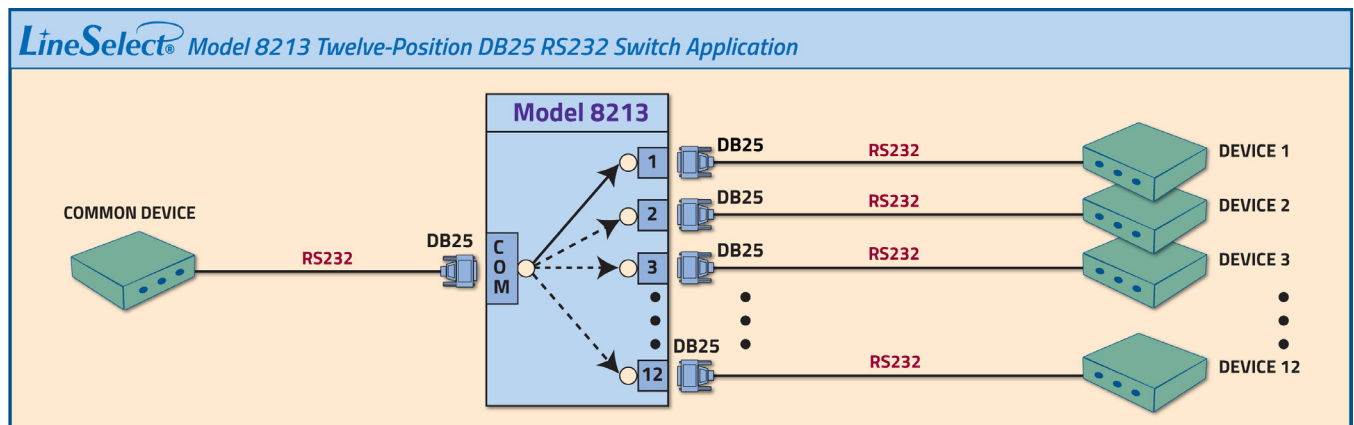 LineSelect® Model 8213 Twelve-Position DB25 RS232 Switch Application
Model 8213
COMMON DEVICE
RS232
DB25
COM
1
DB25
RS232
DEVICE 1
2
DB25
RS232
DEVICE 2
3
DB25
RS232
DEVICE 3
12
DB25
RS232
DEVICE 12